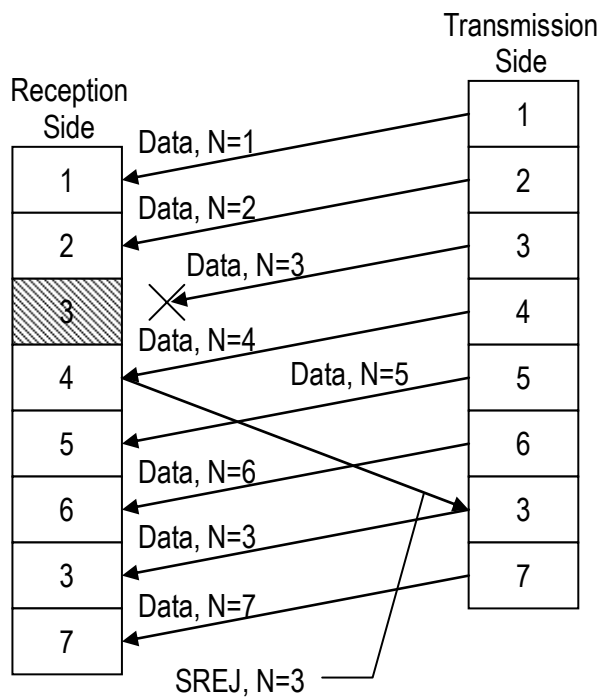 Transmission
Side
Reception
Side
1
2
3
4
5
6
3
7
Data, N=1
Data, N=2
Data, N=3
Data, N=4
Data, N=5
Data, N=6
Data, N=3
Data, N=7
SREJ, N=3
1
2
3
4
5
6
3
7